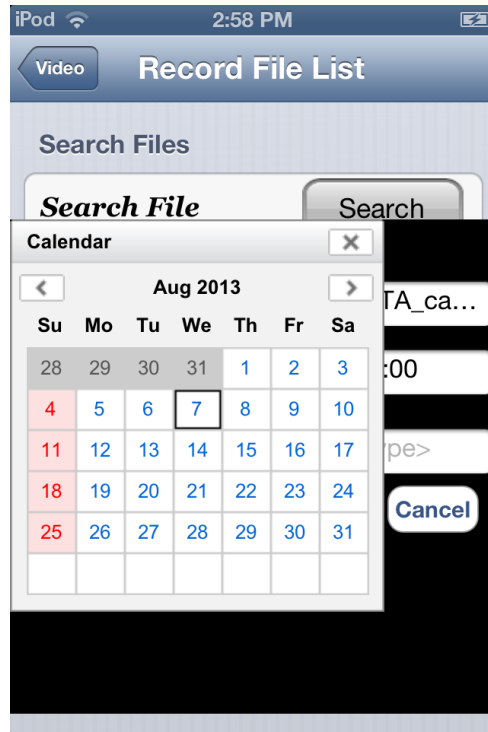 iPod 2:58 PM
Video Record File List
Search Files
Search File Search
Calendar
Aug 2013
Su Mo Tu We Th Fr Sa
28 29 30 31 1 2 3
4 5 6 7 8 9 10
11 12 13 14 15 16 17
18 19 20 21 22 23 24
25 26 27 28 29 30 31
TA_ca...
:00
ype>
Cancel